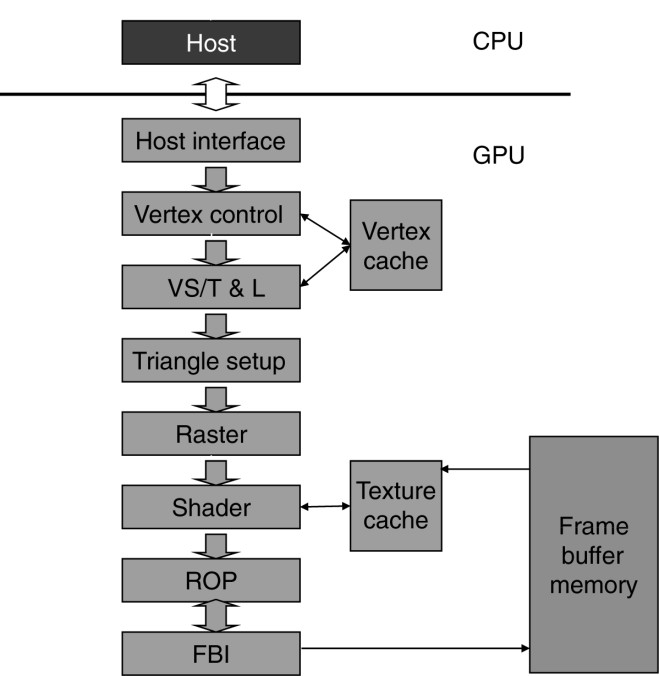 Host
CPU
Host interface
GPU
Vertex control
Vertex
cache
VS/T & L
Triangle setup
Raster
Shader
Texture
cache
Frame
buffer
memory
ROP
FBI